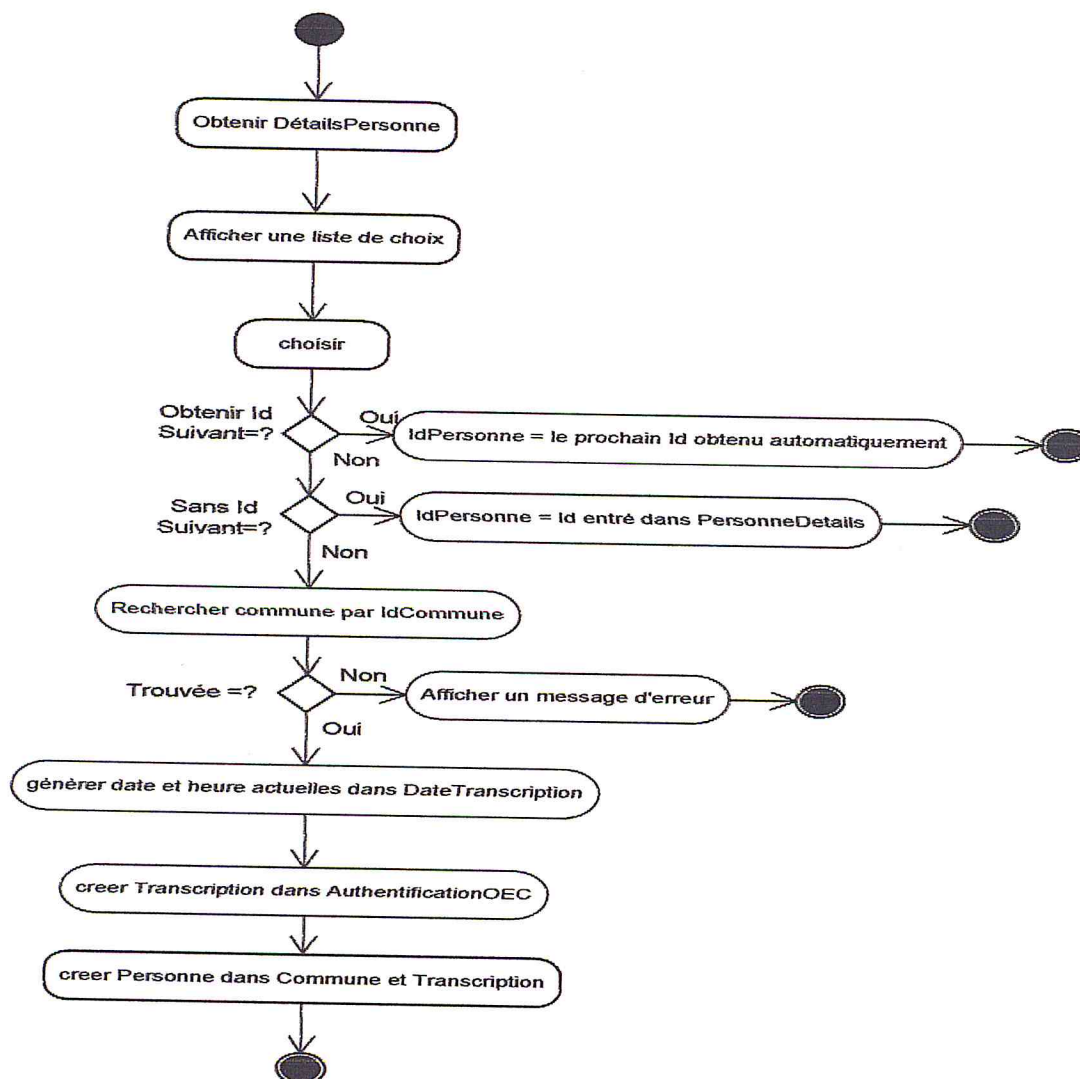 Obtenir DétailsPersonne
Afficher une liste de choix
choisir
Obtenir Id
Suivant=?
Oui
IdPersonne = le prochain Id obtenu automatiquement
Non
Sans Id
Suivant=?
Oui
IdPersonne = Id entré dans PersonneDetails
Non
Rechercher commune par IdCommune
Trouvée =?
Non
Afficher un message d'erreur
Oui
générer date et heure actuelles dans DateTranscription
creer Transcription dans AuthentificationOEC
creer Personne dans Commune et Transcription